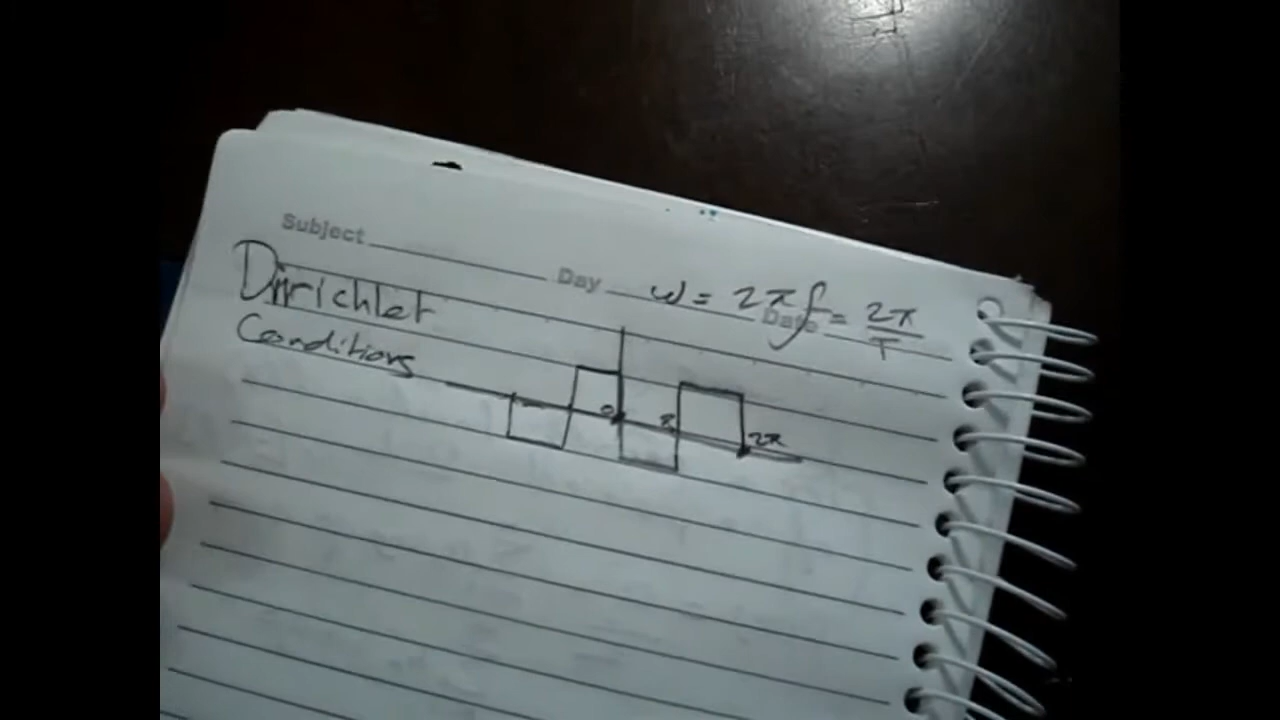 Subject
Day
Date
ω = 2πf = 2π/T
Dirichlet
Conditions
0
π
2π